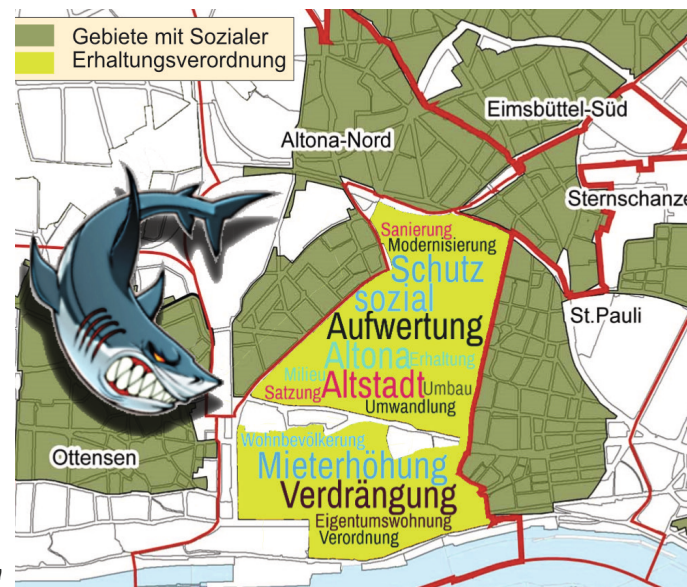 Gebiete mit Sozialer
Erhaltungsverordnung
Eimsbüttel-Süd
Altona-Nord
Sternschanze
Sanierung
Modernisierung
Schutz
sozial
Aufwertung
St.Pauli
Altona Erhaltung
Milieu
Satzung Altstadt Umbau
Umwandlung
Wohnbevölkerung
Ottensen
Mieterhöhung
Verdrängung
Eigentumswohnung
Verordnung